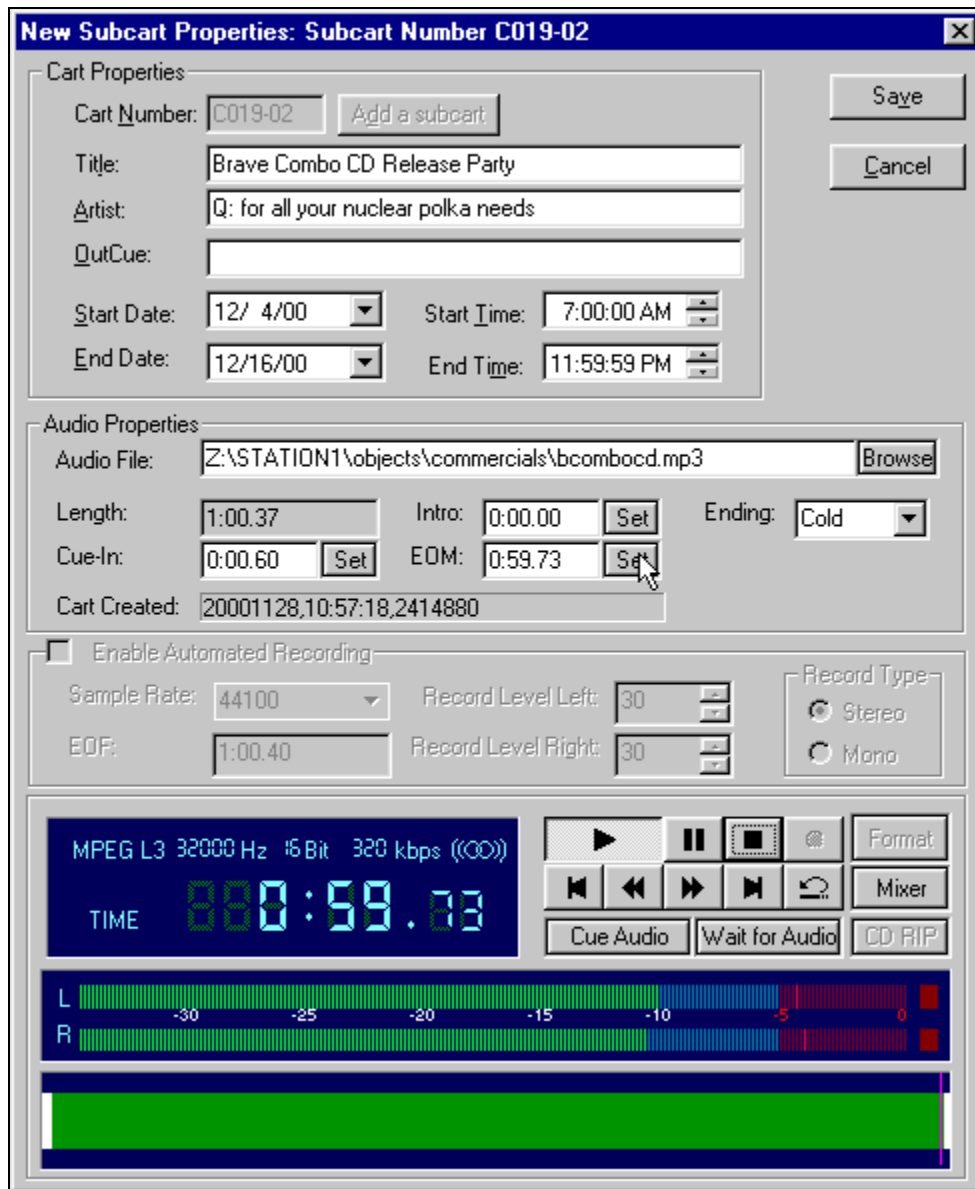 New Subcart Properties: Subcart Number C019-02
Cart Properties
Cart Number: C019-02 Add a subcart
Save
Title: Brave Combo CD Release Party
Cancel
Artist: Q: for all your nuclear polka needs
OutCue:
Start Date: 12/ 4/00 Start Time: 7:00:00 AM
End Date: 12/16/00 End Time: 11:59:59 PM
Audio Properties
Audio File: Z:\STATION1\objects\commercials\bcombocd.mp3 Browse
Length: 1:00.37 Intro: 0:00.00 Set Ending: Cold
Cue-In: 0:00.60 Set EOM: 0:59.73 Set
Cart Created: 20001128,10:57:18,2414880
Enable Automated Recording
Sample Rate: 44100 Record Level Left: 30 Record Type
Stereo
EOF: 1:00.40 Record Level Right: 30
Mono
MPEG L3 32000 Hz 16 Bit 320 kbps ((OO))
Format
TIME 0:59.73
Mixer
Cue Audio Wait for Audio CD RIP
L
-30 -25 -20 -15 -10 -5 0
R